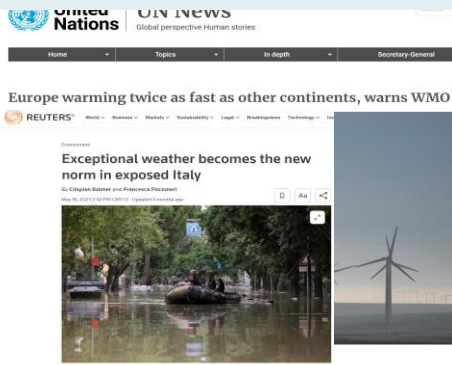 United
Nations
UN News
Global perspective Human stories
Home Topics In depth Secretary-General
Europe warming twice as fast as other continents, warns WMO
REUTERS World Business Markets Sustainability Legal Breakingviews Technology
Environment
Exceptional weather becomes the new
norm in exposed Italy
By Crispian Balmer and Francesca Piscioneri
Aa